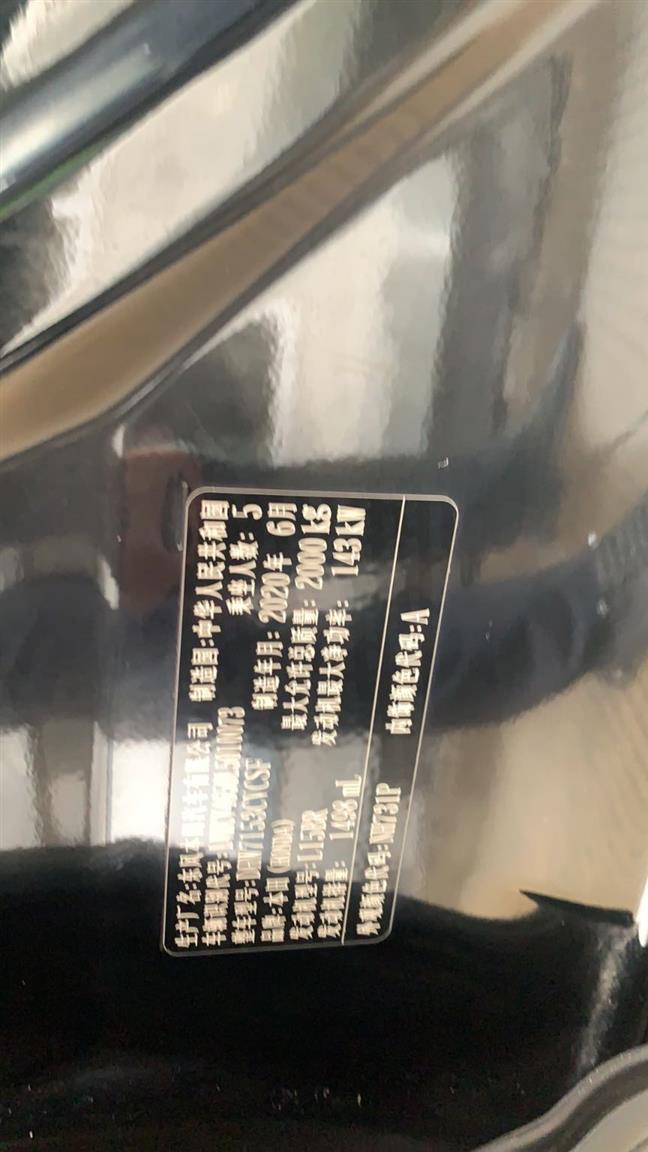 生产厂名:东风本田汽车有限公司 制造国:中华人民共和国
车辆识别代号: 5010073 乘坐人数: 5
整车型号: 制造年月: 2020年 6月
品牌:本田(HONDA) 最大允许总质量: 2000 kg
发动机型号: L15BR 发动机最大净功率: 143 kW
发动机排量: 1498 mL
外观颜色代码: NH731P 内饰颜色代码: A